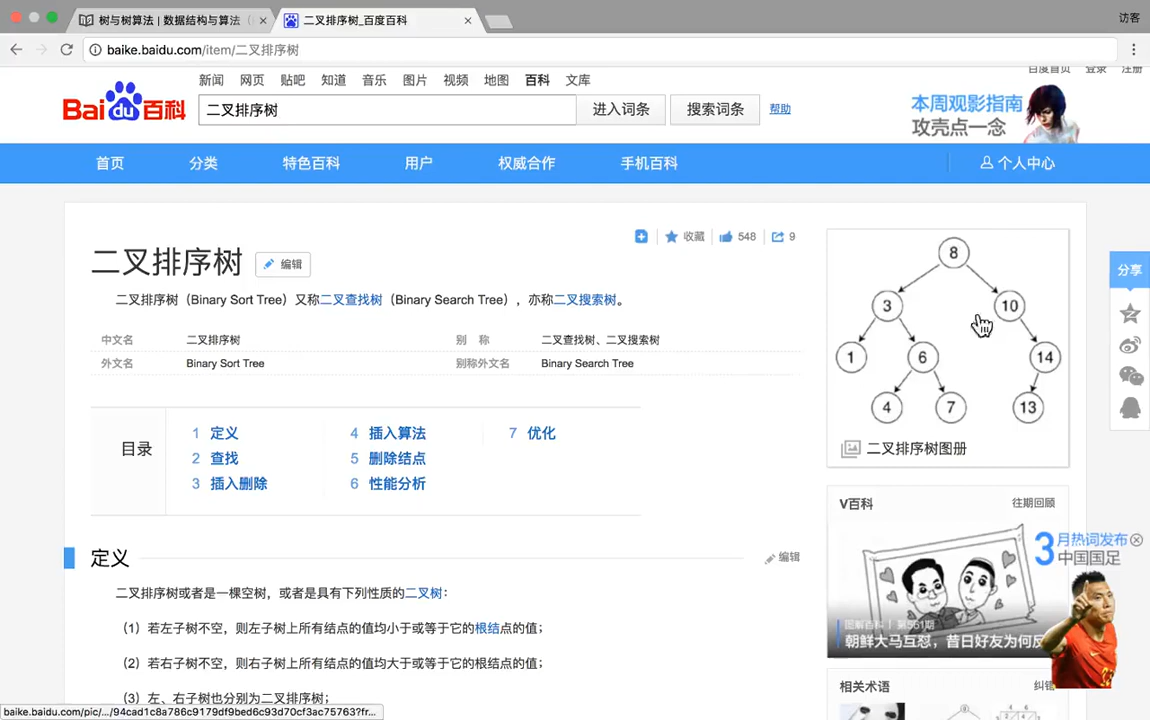 树与树算法 | 数据结构与算法 (
二叉排序树_百度百科
访客
baike.baidu.com/item/二叉排序树
百度首页 登录 注册
新闻 网页 贴吧 知道 音乐 图片 视频 地图 百科 文库
Bai du 百科
二叉排序树
进入词条 搜索词条 帮助
本周观影指南
攻壳点一念
首页 分类 特色百科 用户 权威合作 手机百科 个人中心
收藏 548 9
二叉排序树 编辑
二叉排序树（Binary Sort Tree）又称二叉查找树（Binary Search Tree），亦称二叉搜索树。
中文名 二叉排序树 别 称 二叉查找树、二叉搜索树
外文名 Binary Sort Tree 别称外文名 Binary Search Tree
目录
1 定义 4 插入算法 7 优化
2 查找 5 删除结点
3 插入删除 6 性能分析
8
3 10
1 6 14
4 7 13
二叉排序树图册
分享
V百科 往期回顾
图解百科 | 第561期
朝鲜大马互怼，昔日好友为何反
3月热词发布
中国国足
定义 编辑
二叉排序树或者是一棵空树，或者是具有下列性质的二叉树：
（1）若左子树不空，则左子树上所有结点的值均小于或等于它的根结点的值；
（2）若右子树不空，则右子树上所有结点的值均大于或等于它的根结点的值；
（3）左、右子树也分别为二叉排序树；
相关术语 纠错
baike.baidu.com/pic/.../94cad1c8a786c9179df9bed6c93d70cf3ac75763?fr...